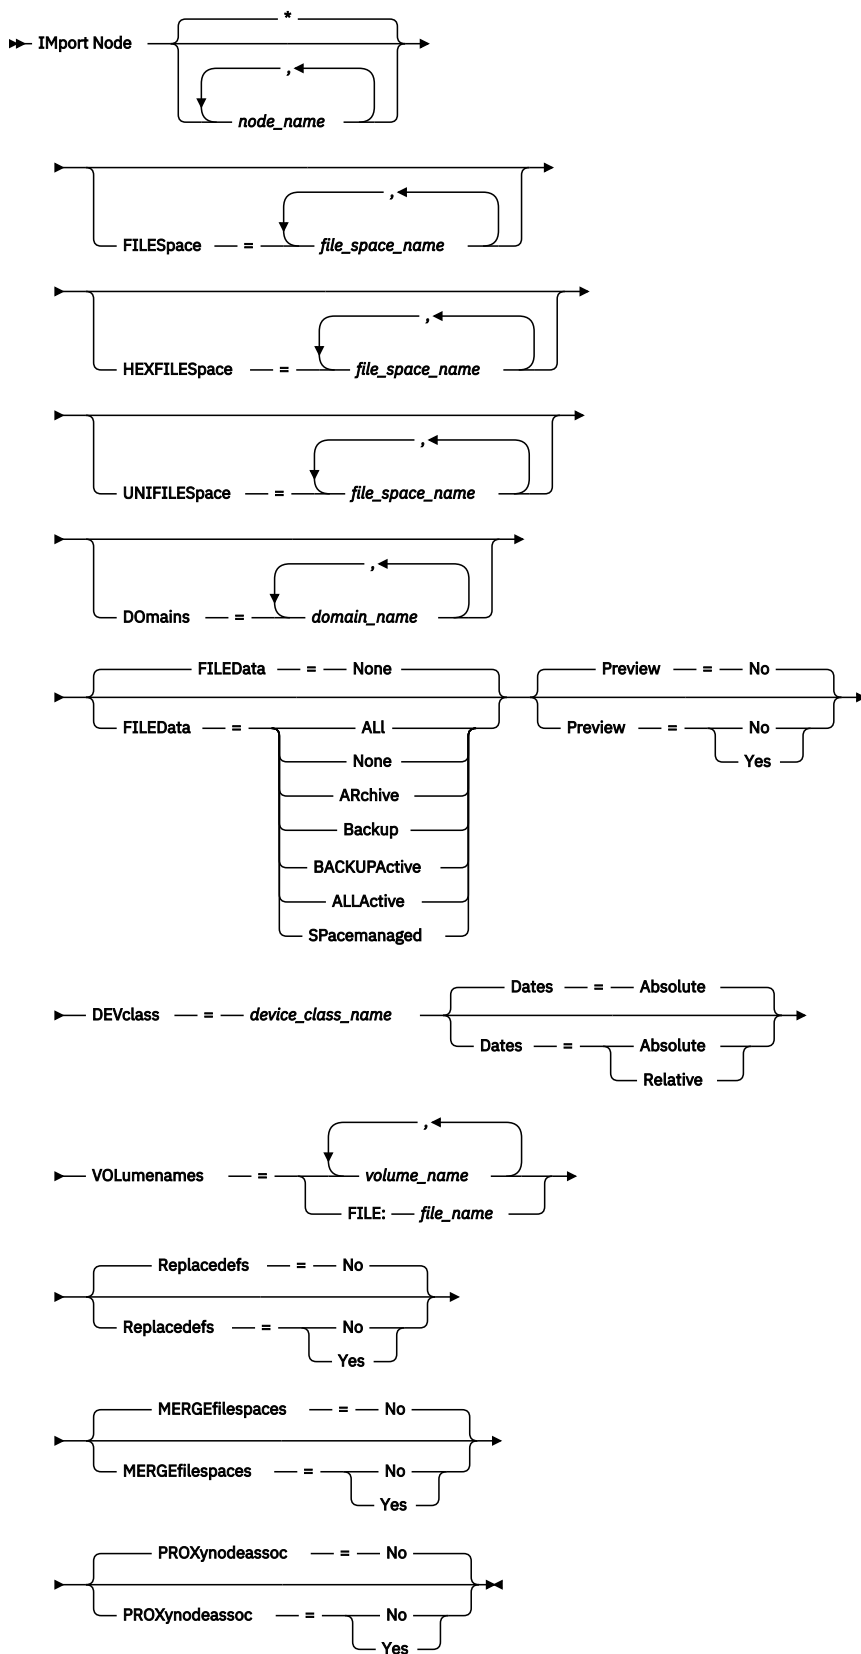 *
IMport Node
,
node_name
,
FILESpace = file_space_name
,
HEXFILESpace = file_space_name
,
UNIFILESpace = file_space_name
,
DOmains = domain_name
FILEData = None Preview = No
FILEData = ALl Preview = No
None Yes
ARchive
Backup
BACKUPActive
ALLActive
SPacemanaged
Dates = Absolute
DEVclass = device_class_name
Dates = Absolute
Relative
,
VOLumenames = volume_name
FILE: file_name
Replacedefs = No
Replacedefs = No
Yes
MERGEfilespaces = No
MERGEfilespaces = No
Yes
PROXynodeassoc = No
PROXynodeassoc = No
Yes